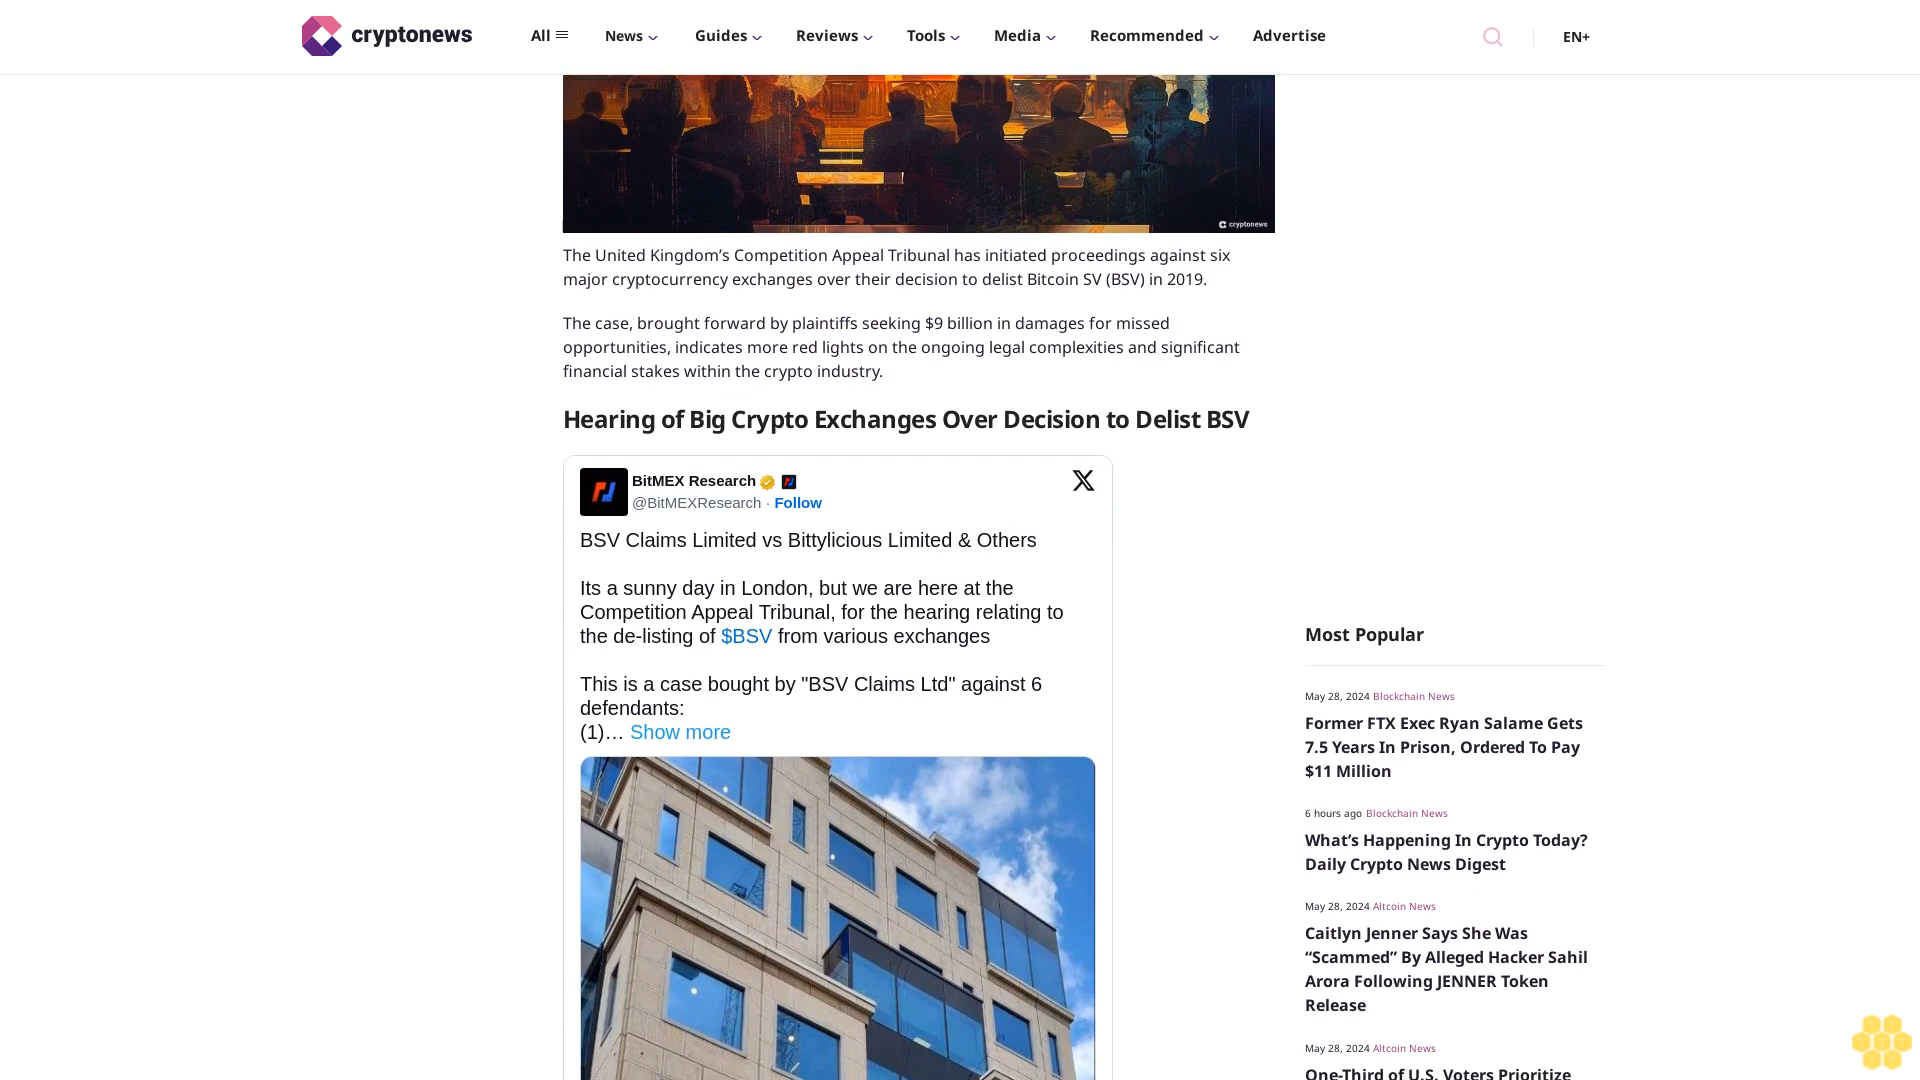 cryptonews
All
News
Guides
Reviews
Tools
Media
Recommended
Advertise
EN+
cryptonews
The United Kingdom’s Competition Appeal Tribunal has initiated proceedings against six
major cryptocurrency exchanges over their decision to delist Bitcoin SV (BSV) in 2019.
The case, brought forward by plaintiffs seeking $9 billion in damages for missed
opportunities, indicates more red lights on the ongoing legal complexities and significant
financial stakes within the crypto industry.
Hearing of Big Crypto Exchanges Over Decision to Delist BSV
BitMEX Research
@BitMEXResearch · Follow
BSV Claims Limited vs Bittylicious Limited & Others
Its a sunny day in London, but we are here at the
Competition Appeal Tribunal, for the hearing relating to
the de-listing of $BSV from various exchanges
This is a case bought by "BSV Claims Ltd" against 6
defendants:
(1)… Show more
Most Popular
May 28, 2024 Blockchain News
Former FTX Exec Ryan Salame Gets
7.5 Years In Prison, Ordered To Pay
$11 Million
6 hours ago Blockchain News
What’s Happening In Crypto Today?
Daily Crypto News Digest
May 28, 2024 Altcoin News
Caitlyn Jenner Says She Was
“Scammed” By Alleged Hacker Sahil
Arora Following JENNER Token
Release
May 28, 2024 Altcoin News
One-Third of U.S. Voters Prioritize